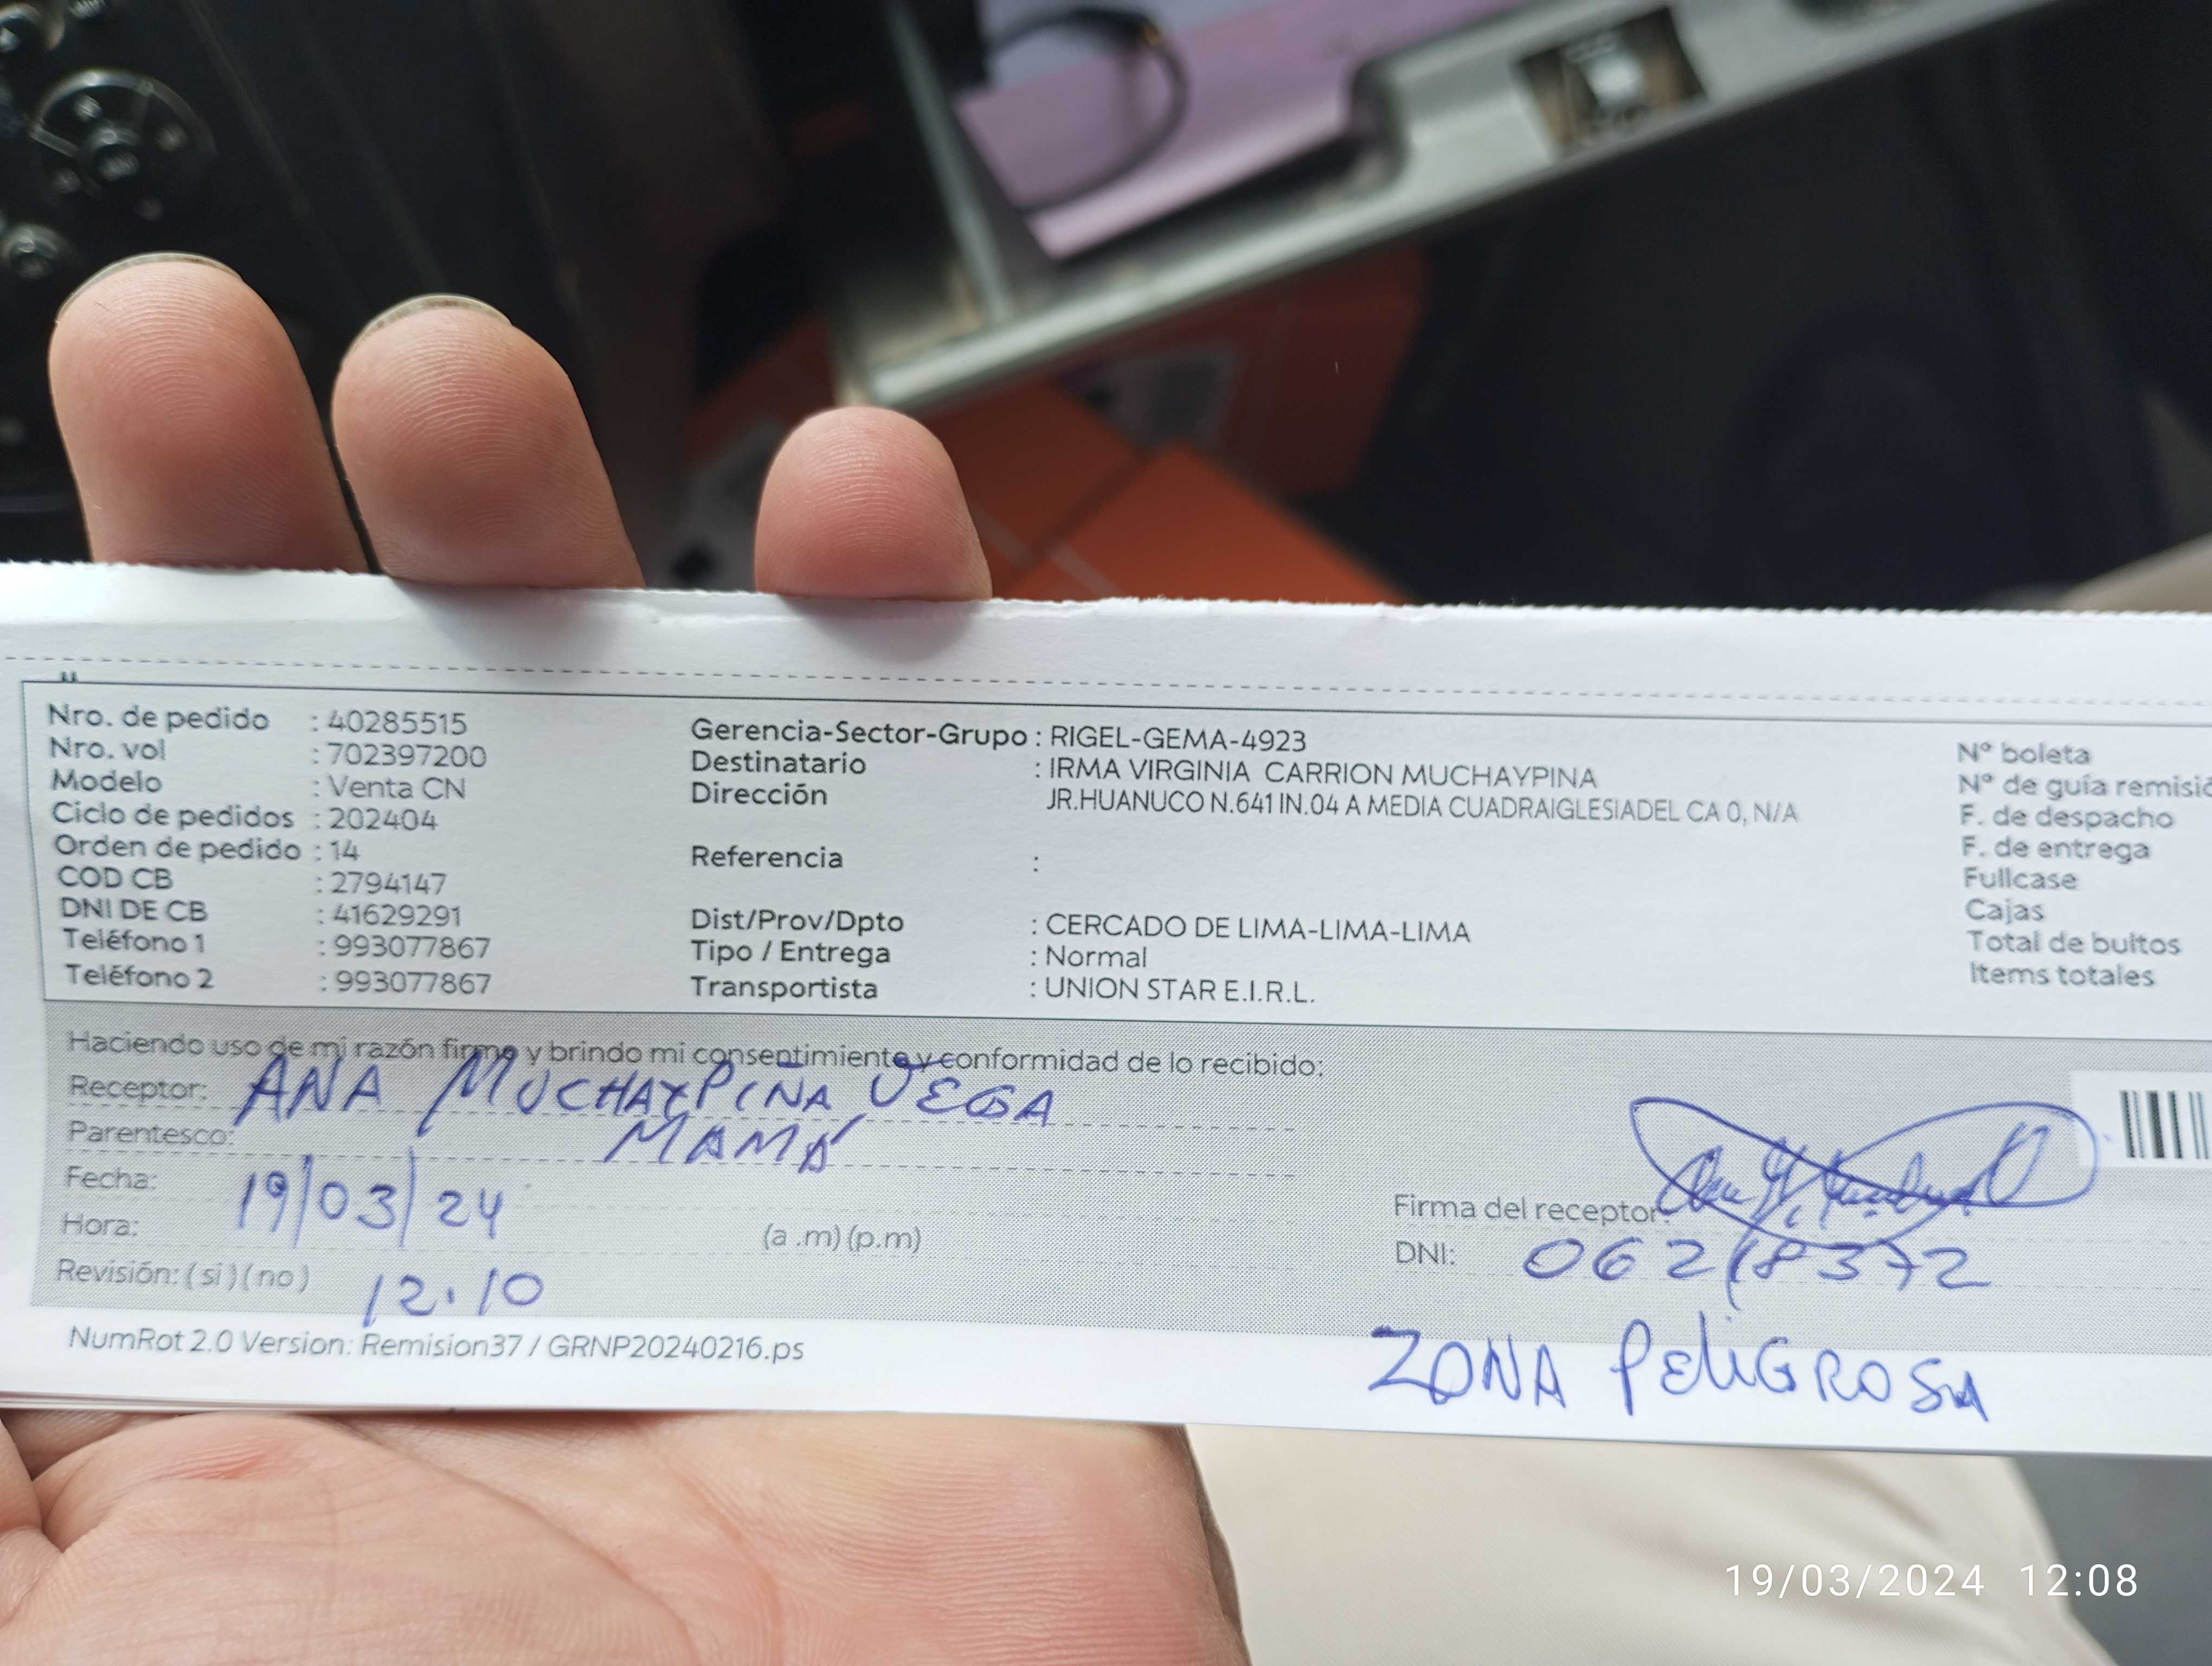 Nro. de pedido : 40285515
Nro. vol : 702397200
Modelo : Venta CN
Ciclo de pedidos : 202404
Orden de pedido : 14
COD CB : 2794147
DNI DE CB : 41629291
Teléfono 1 : 993077867
Teléfono 2 : 993077867
Gerencia-Sector-Grupo : RIGEL-GEMA-4923
Destinatario : IRMA VIRGINIA CARRION MUCHAYPINA
Dirección JR.HUANUCO N.641 IN.04 A MEDIA CUADRAIGLESIADEL CA 0, N/A
Referencia :
Dist/Prov/Dpto : CERCADO DE LIMA-LIMA-LIMA
Tipo / Entrega : Normal
Transportista : UNION STAR E.I.R.L.
N° boleta
N° de guía remisió
F. de despacho
F. de entrega
Fullcase
Cajas
Total de bultos
Items totales
Haciendo uso de mi razón firmo y brindo mi consentimiento y conformidad de lo recibido:
Receptor: ANA MUCHAYPIÑA VEGA
Parentesco: MAMÁ
Fecha: 19/03/24
Hora: (a .m) (p.m)
Revisión: ( si ) ( no ) 12.10
Firma del receptor:
DNI: 06218372
ZONA PELIGROSA
NumRot 2.0 Version: Remision37 / GRNP20240216.ps
19/03/2024 12:08